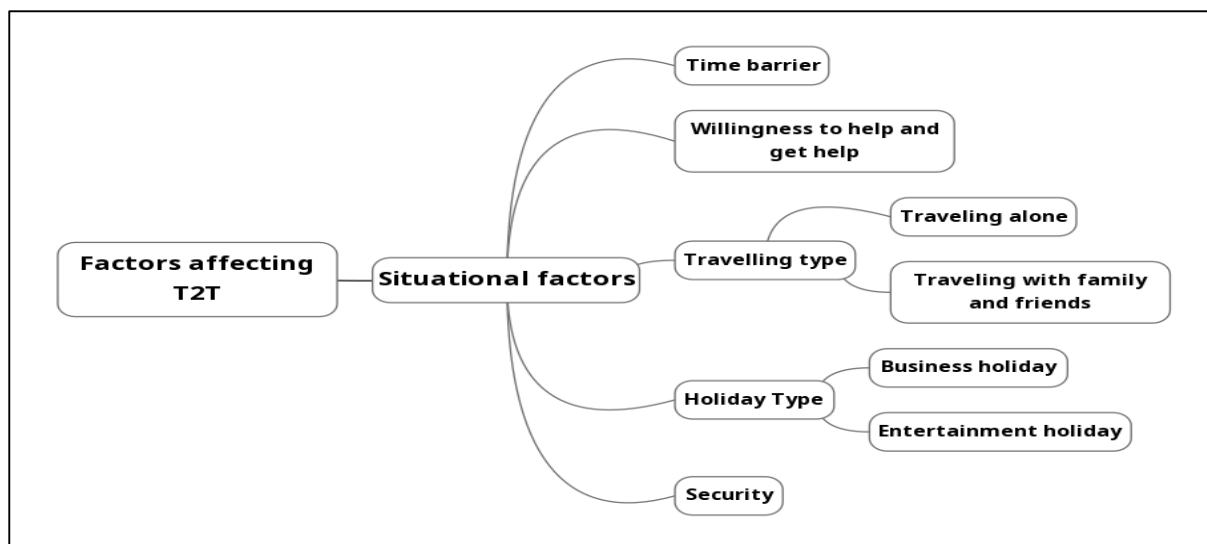 Factors affecting
T2T
Situational factors
Time barrier
Willingness to help and
get help
Travelling type
Traveling alone
Traveling with family
and friends
Holiday Type
Business holiday
Entertainment holiday
Security